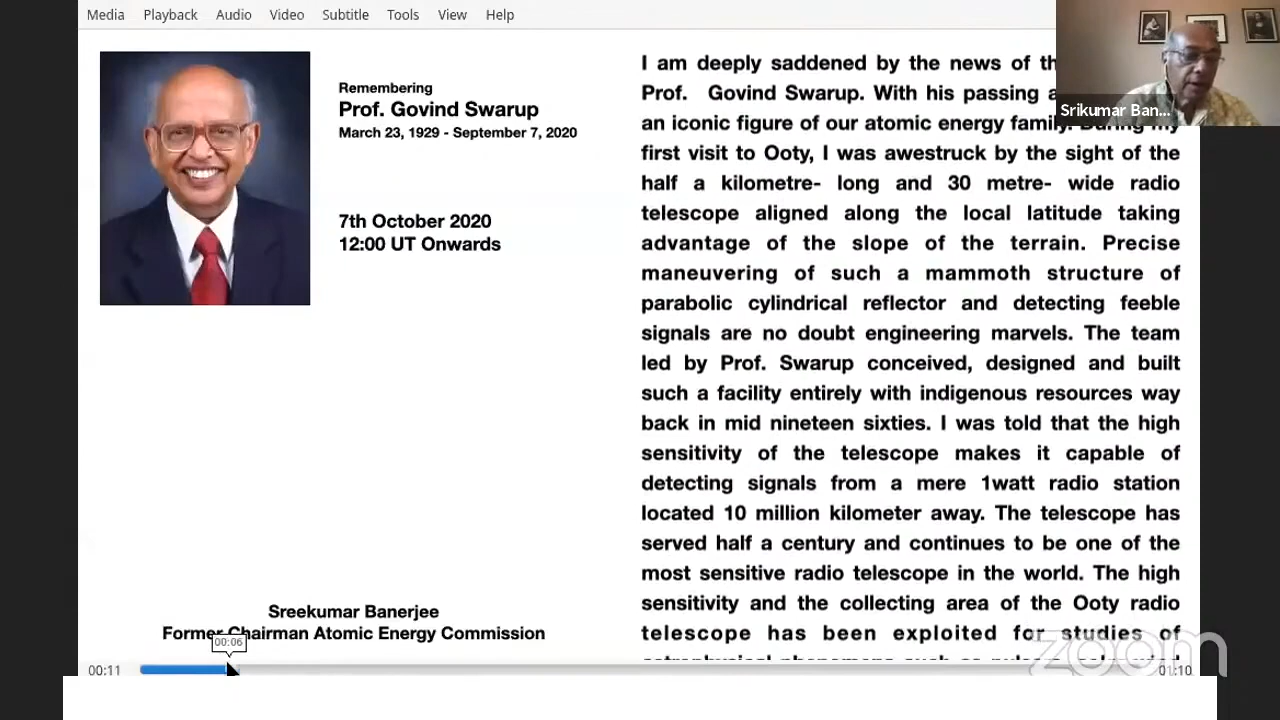 Media Playback Audio Video Subtitle Tools View Help
Remembering
Prof. Govind Swarup
March 23, 1929 - September 7, 2020
7th October 2020
12:00 UT Onwards
Sreekumar Banerjee
Former Chairman Atomic Energy Commission
I am deeply saddened by the news of
Prof. Govind Swarup. With his passing
an iconic figure of our atomic energy family. During my
first visit to Ooty, I was awestruck by the sight of the
half a kilometre- long and 30 metre- wide radio
telescope aligned along the local latitude taking
advantage of the slope of the terrain. Precise
maneuvering of such a mammoth structure of
parabolic cylindrical reflector and detecting feeble
signals are no doubt engineering marvels. The team
led by Prof. Swarup conceived, designed and built
such a facility entirely with indigenous resources way
back in mid nineteen sixties. I was told that the high
sensitivity of the telescope makes it capable of
detecting signals from a mere 1watt radio station
located 10 million kilometer away. The telescope has
served half a century and continues to be one of the
most sensitive radio telescope in the world. The high
sensitivity and the collecting area of the Ooty radio
telescope has been exploited for studies of
Srikumar Ban...
00:06
00:11
01:10
zoom